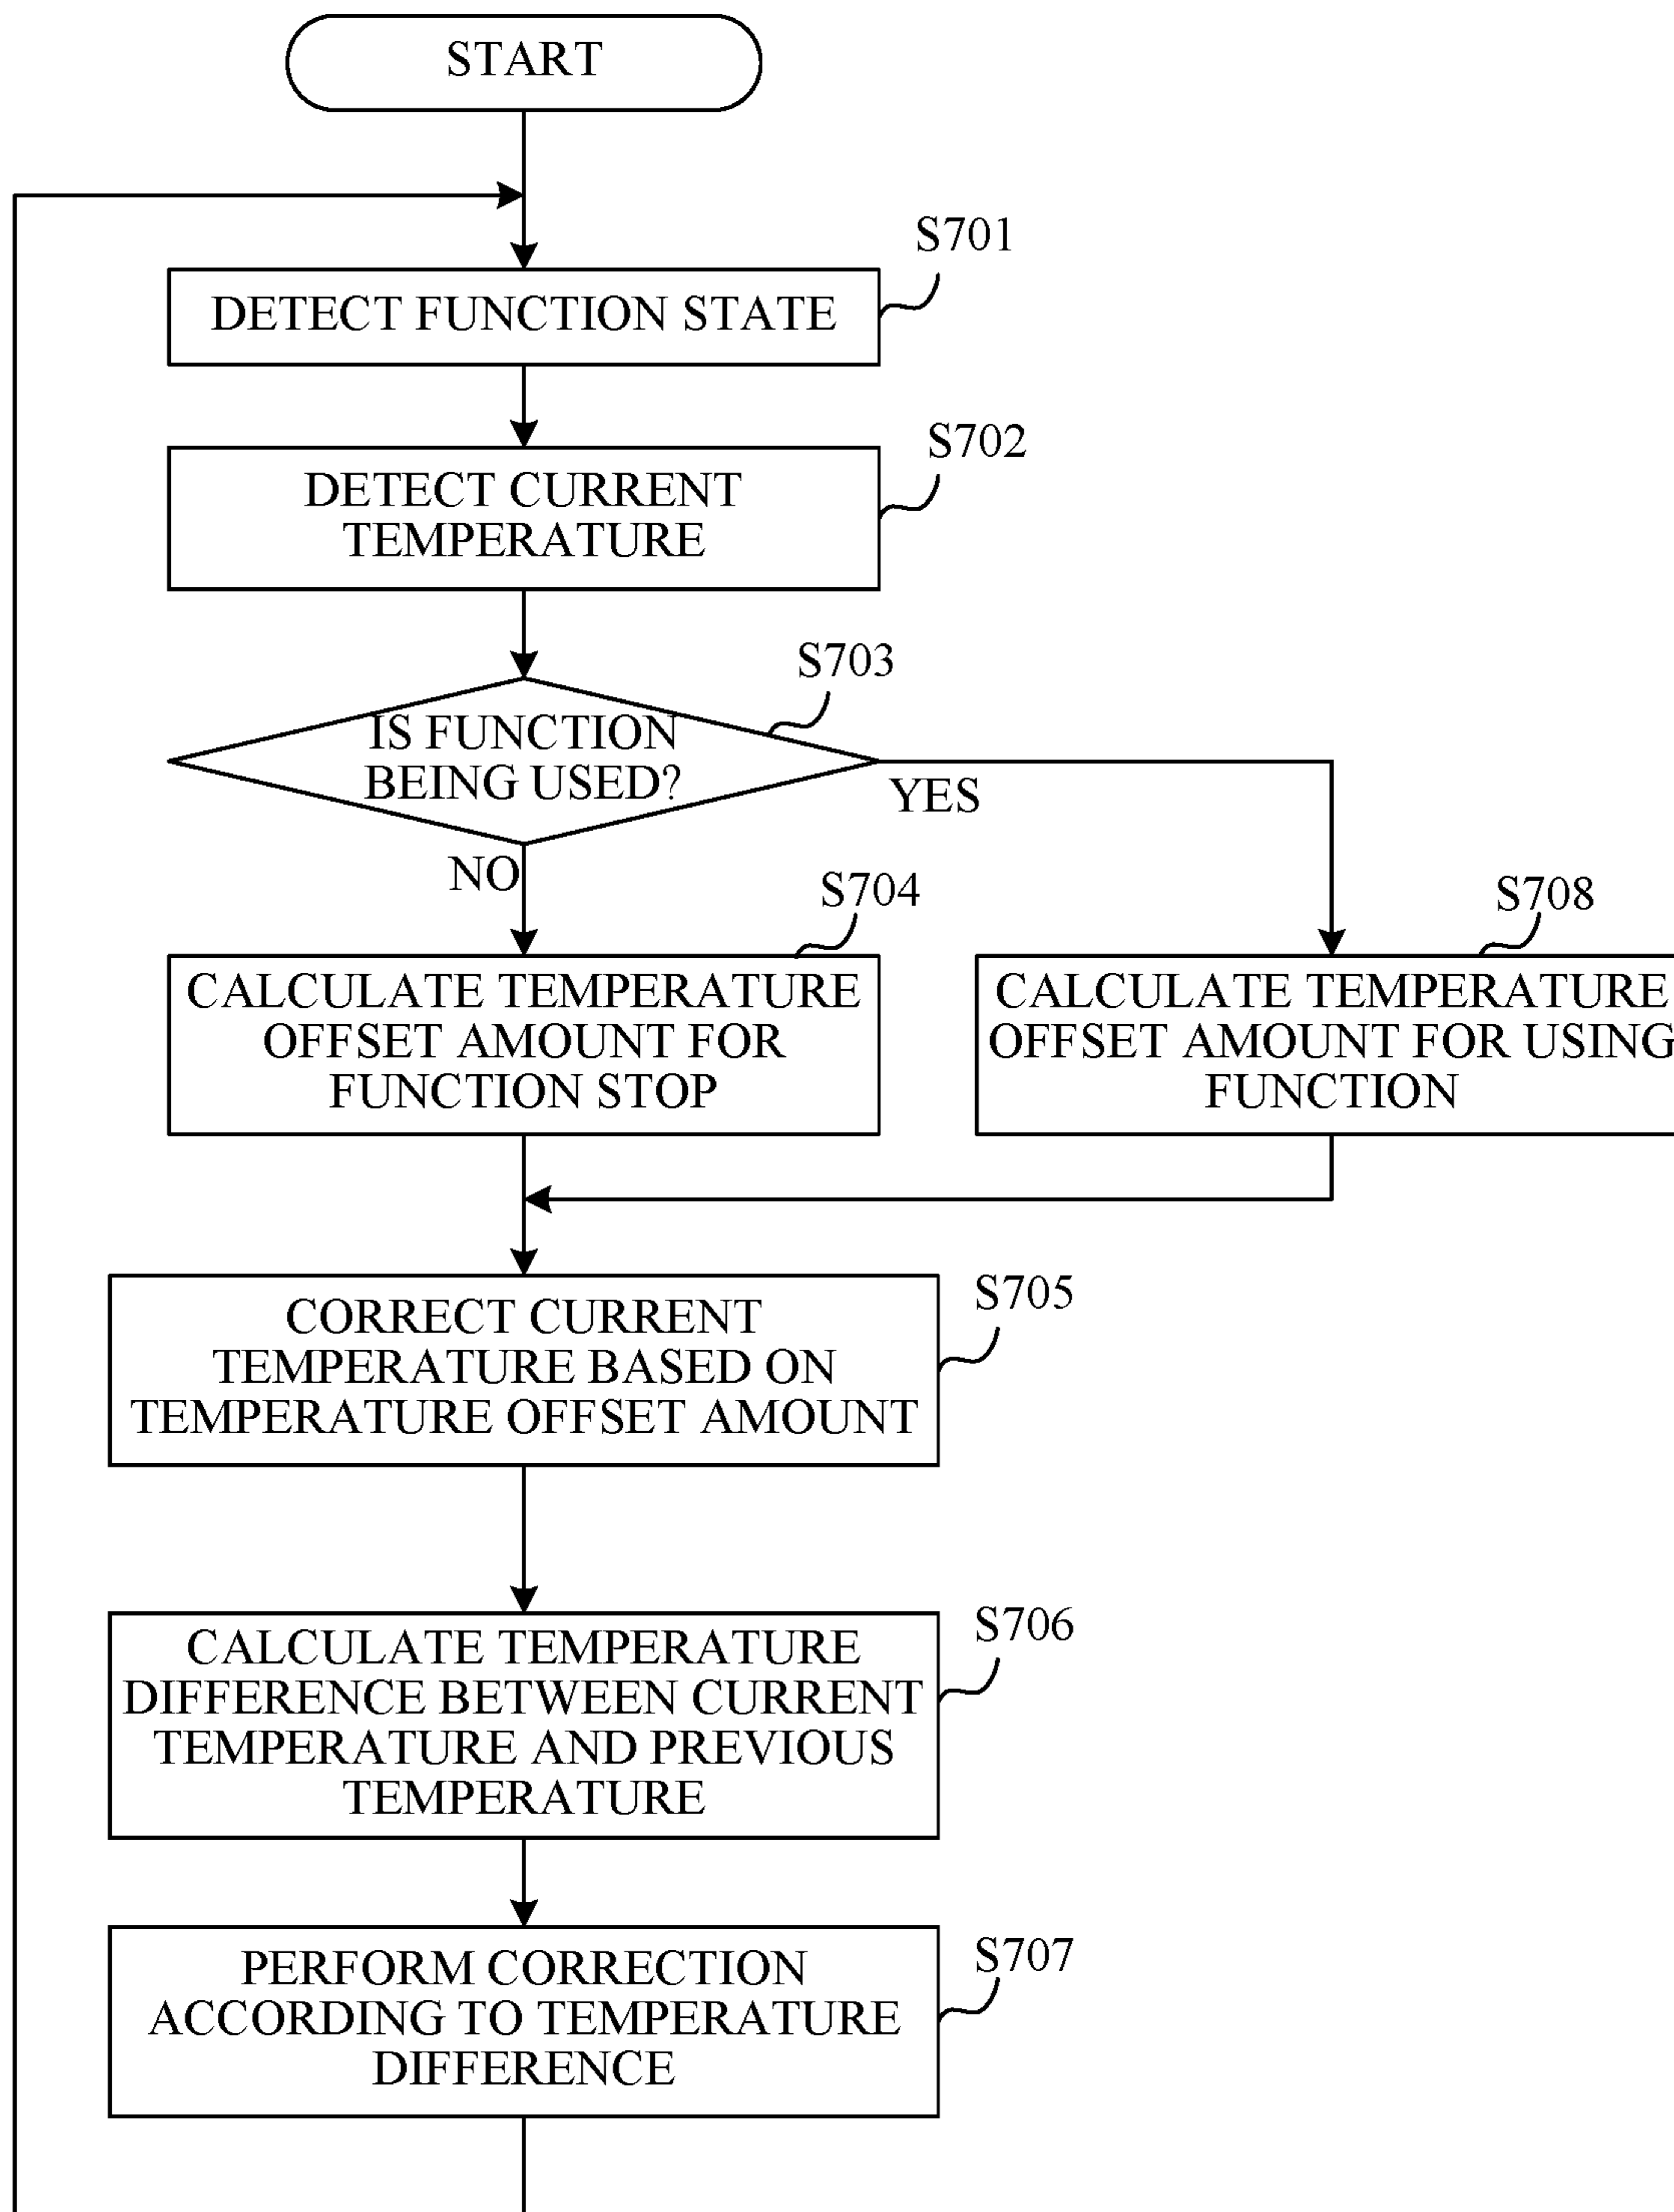 START
S701
DETECT FUNCTION STATE
S702
DETECT CURRENT
TEMPERATURE
S703
IS FUNCTION
BEING USED?
YES
NO
S704
CALCULATE TEMPERATURE
OFFSET AMOUNT FOR
FUNCTION STOP
S708
CALCULATE TEMPERATURE
OFFSET AMOUNT FOR USING
FUNCTION
S705
CORRECT CURRENT
TEMPERATURE BASED ON
TEMPERATURE OFFSET AMOUNT
S706
CALCULATE TEMPERATURE
DIFFERENCE BETWEEN CURRENT
TEMPERATURE AND PREVIOUS
TEMPERATURE
S707
PERFORM CORRECTION
ACCORDING TO TEMPERATURE
DIFFERENCE